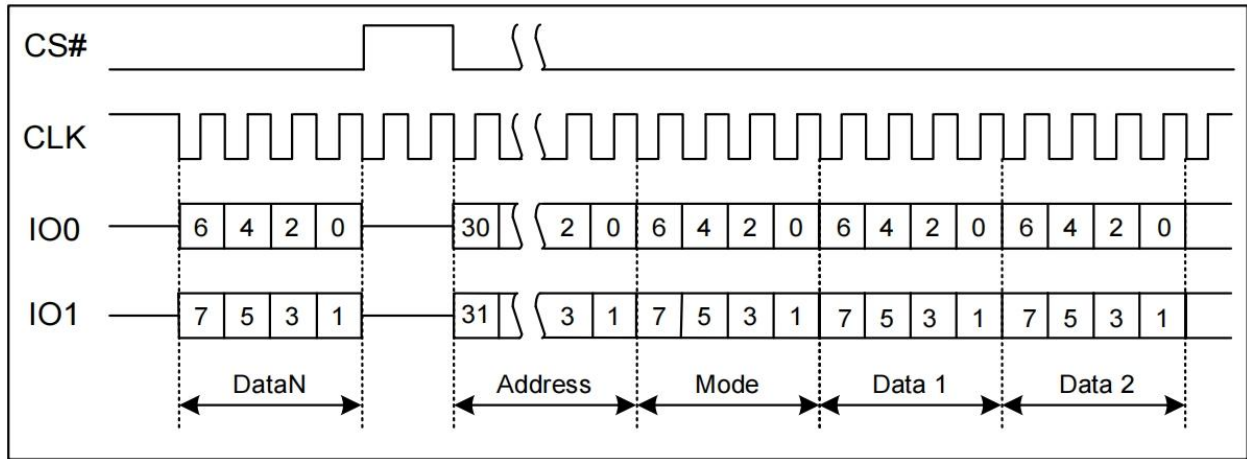 CS#
CLK
IO0 6 4 2 0 30 2 0 6 4 2 0 6 4 2 0 6 4 2 0
IO1 7 5 3 1 31 3 1 7 5 3 1 7 5 3 1 7 5 3 1
DataN Address Mode Data 1 Data 2